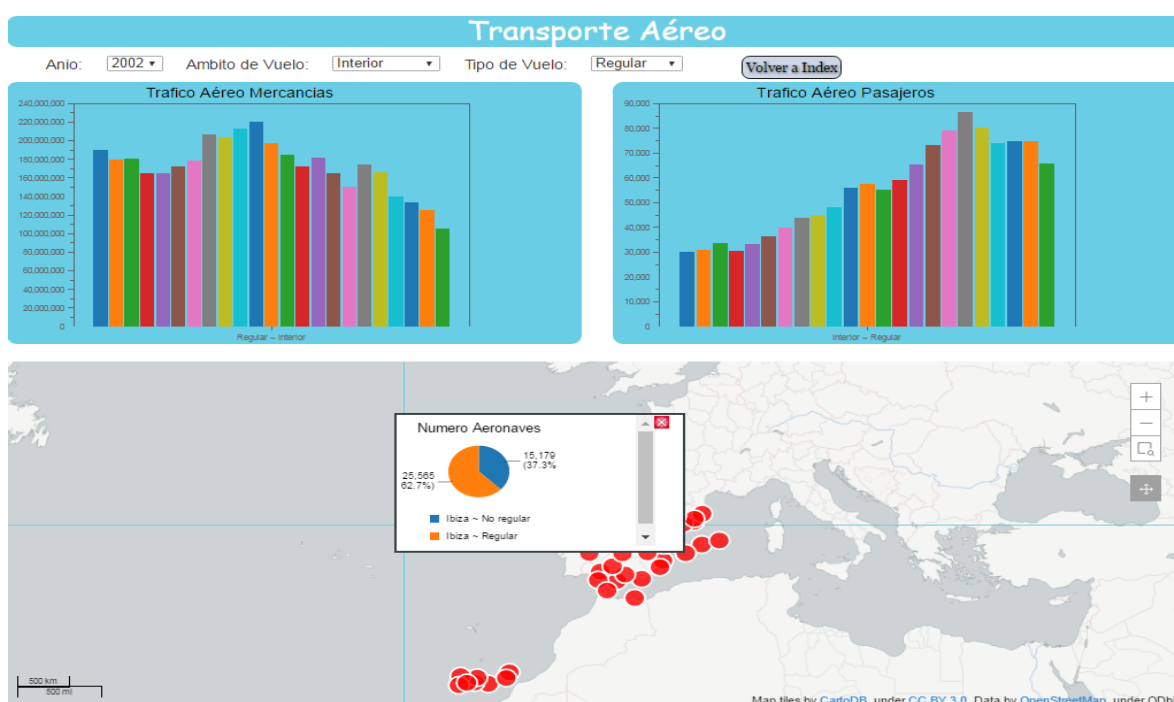 Transporte Aéreo
Anio: 2002 Ambito de Vuelo: Interior Tipo de Vuelo: Regular Volver a Index
Trafico Aéreo Mercancias
240,000,000
220,000,000
200,000,000
180,000,000
160,000,000
140,000,000
120,000,000
100,000,000
80,000,000
60,000,000
40,000,000
20,000,000
0
Regular ~ Interior
Trafico Aéreo Pasajeros
90,000
80,000
70,000
60,000
50,000
40,000
30,000
20,000
10,000
0
Interior ~ Regular
Numero Aeronaves
15,179
(37.3%
25,565
62.7%)
Ibiza ~ No regular
Ibiza ~ Regular
500 km
500 mi
Map tiles by CartoDB, under CC BY 3.0. Data by OpenStreetMap, under ODb